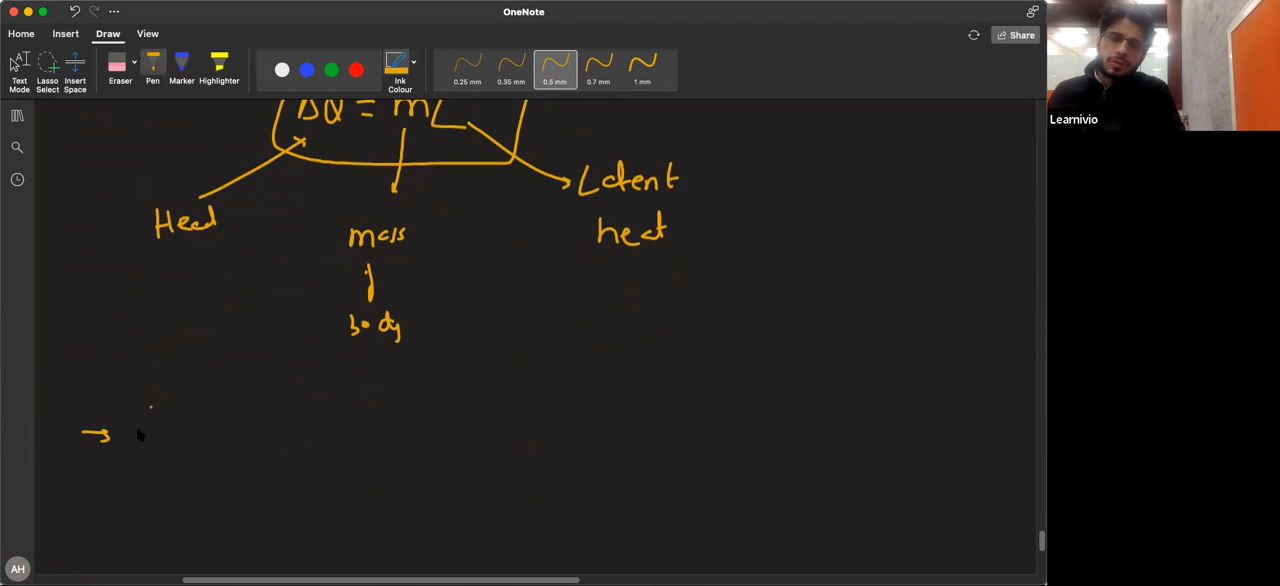 OneNote
Home Insert Draw View
Share
Text Mode
Lasso Select
Insert Space
Eraser
Pen
Marker
Highlighter
Ink Colour
0.25 mm
0.35 mm
0.5 mm
0.7 mm
1 mm
Learnivio
ΔQ = mL
Heat
mass
body
Latent
heat
→
AH